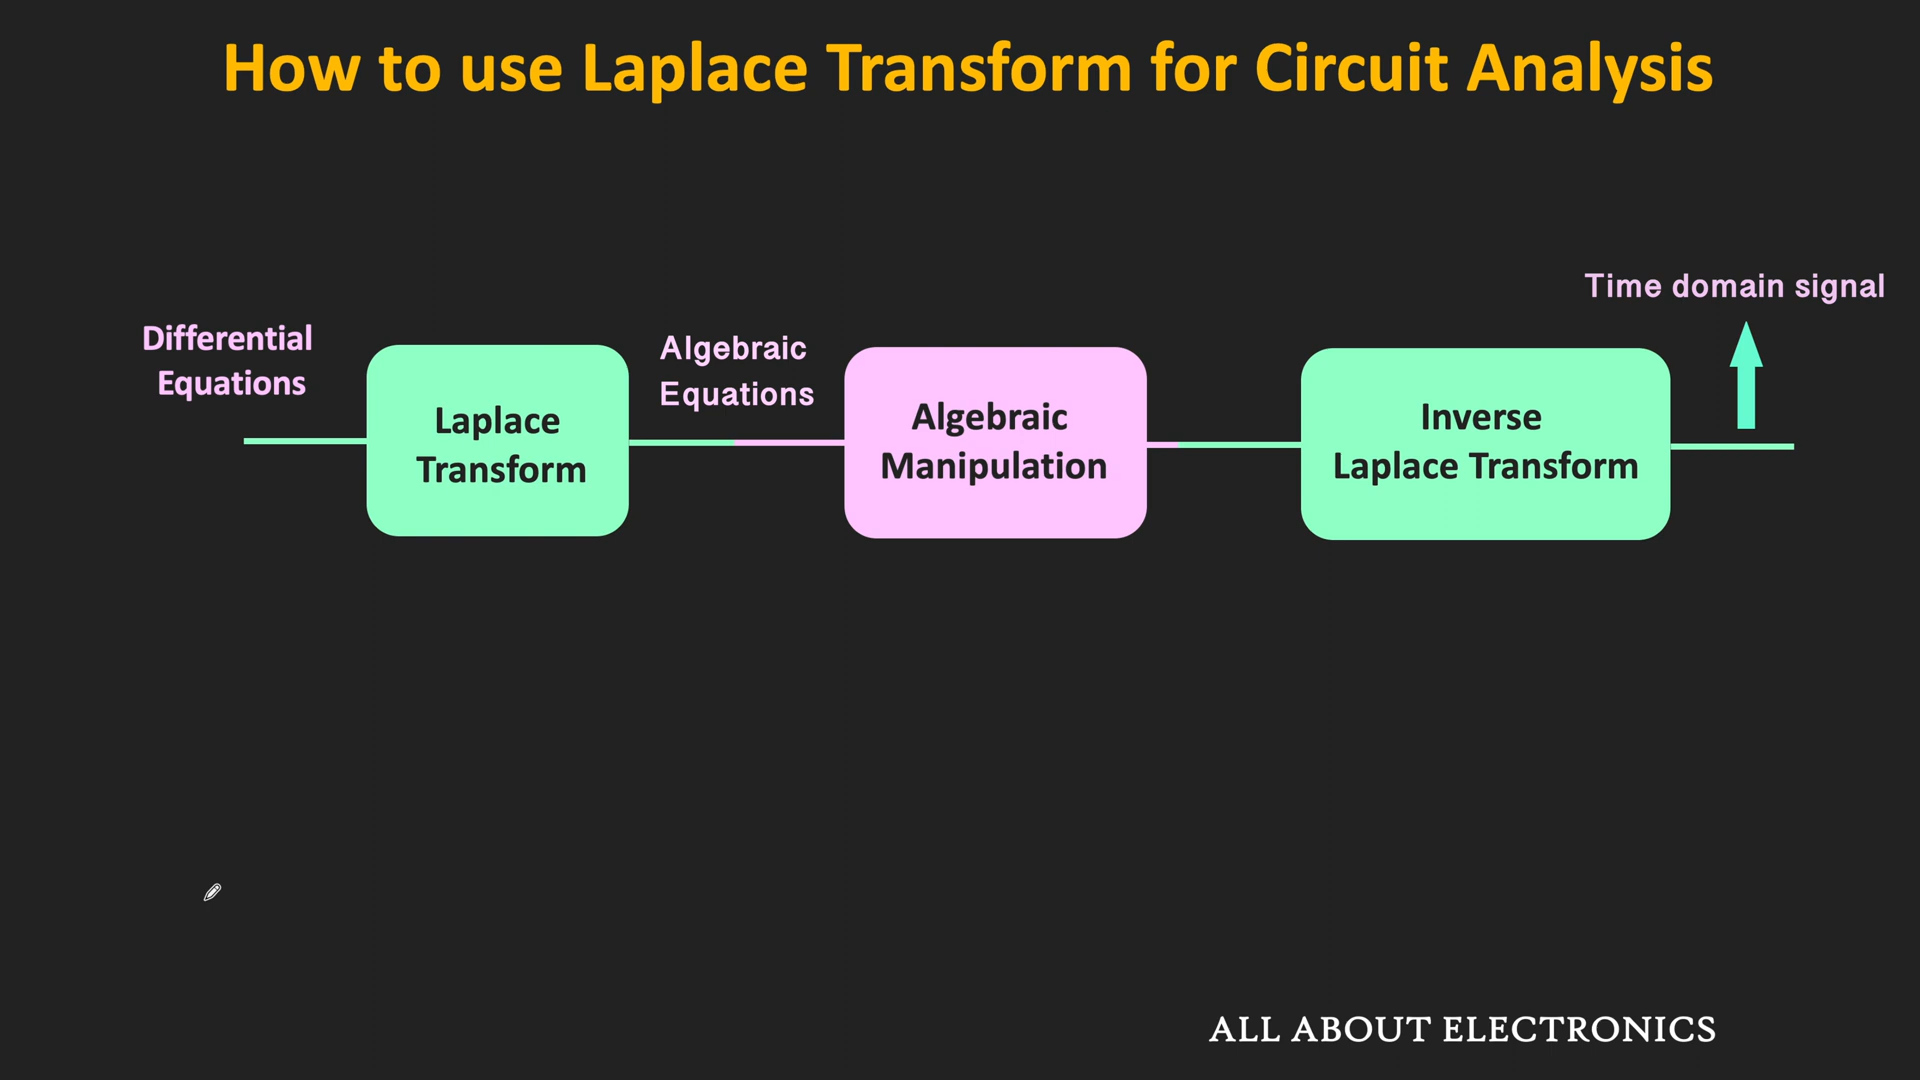 How to use Laplace Transform for Circuit Analysis
Time domain signal
Differential
Equations
Algebraic
Equations
Laplace
Transform
Algebraic
Manipulation
Inverse
Laplace Transform
ALL ABOUT ELECTRONICS